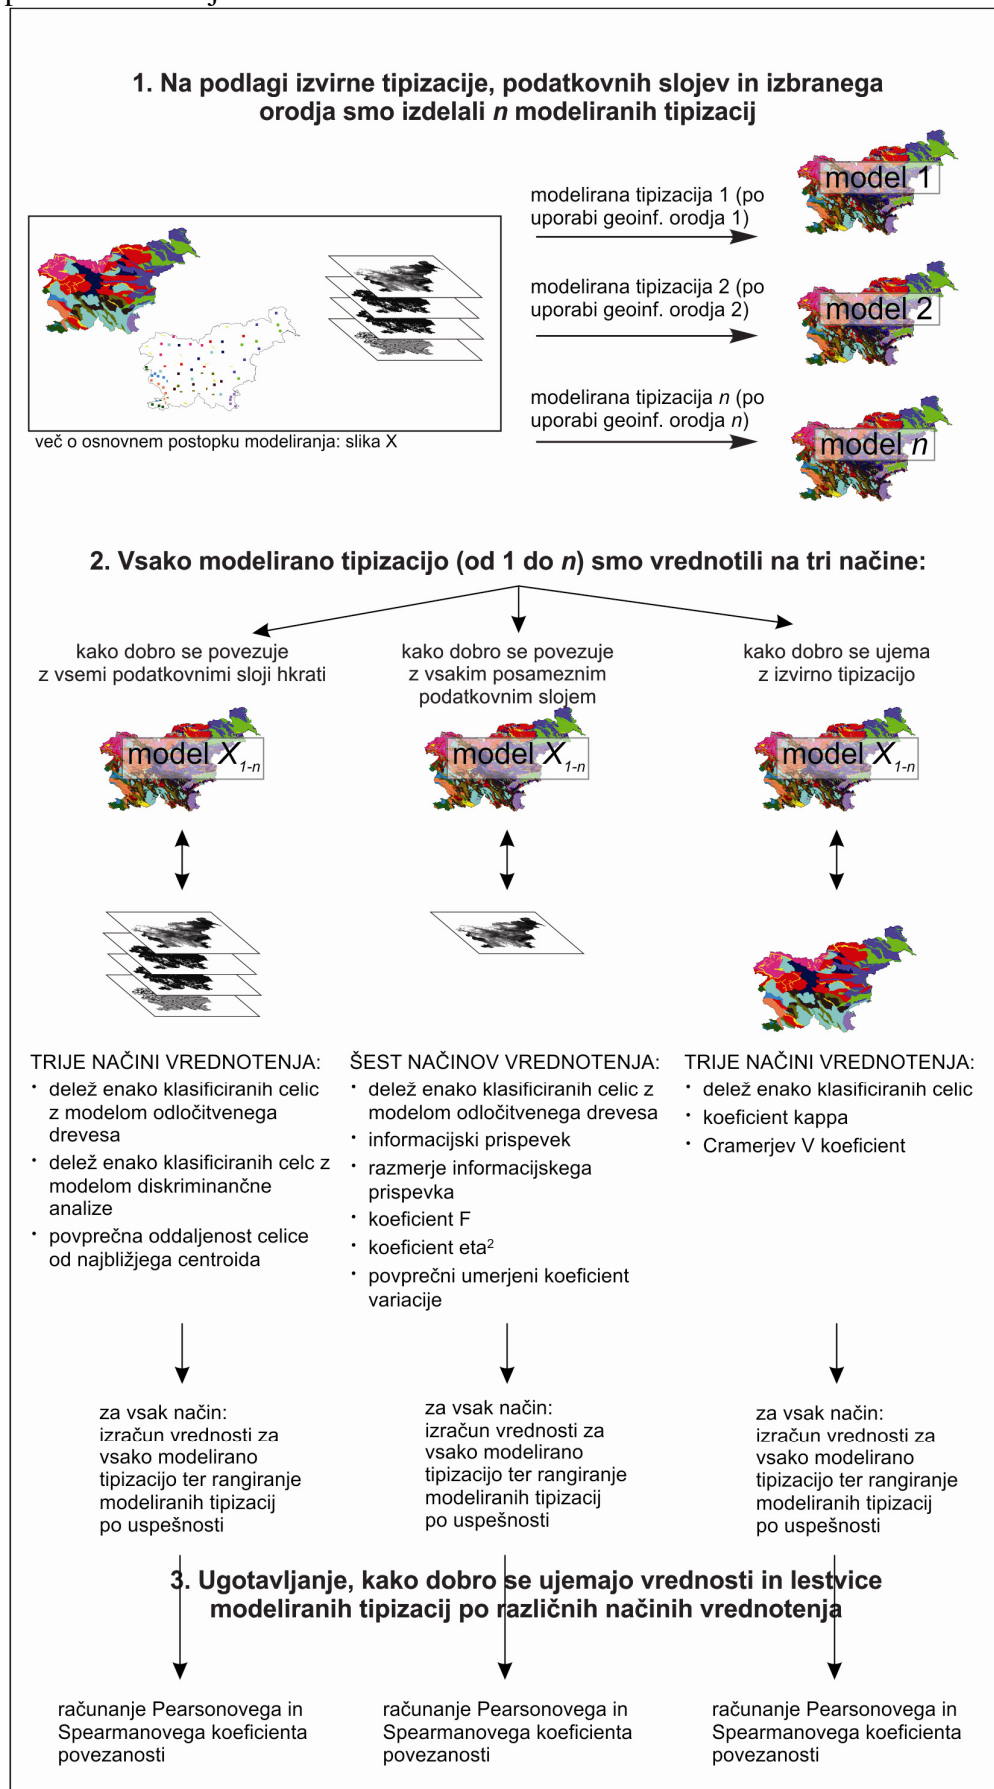 1. Na podlagi izvirne tipizacije, podatkovnih slojev in izbranega
orodja smo izdelali n modeliranih tipizacij
modelirana tipizacija 1 (po
uporabi geoinf. orodja 1)
model 1
modelirana tipizacija 2 (po
uporabi geoinf. orodja 2)
model 2
modelirana tipizacija n (po
uporabi geoinf. orodja n)
model n
več o osnovnem postopku modeliranja: slika X
2. Vsako modelirano tipizacijo (od 1 do n) smo vrednotili na tri načine:
kako dobro se povezuje
z vsemi podatkovnimi sloji hkrati
model X1-n
TRIJE NAČINI VREDNOTENJA:
• delež enako klasificiranih celic
z modelom odločitvenega
drevesa
• delež enako klasificiranih celc z
modelom diskriminančne
analize
• povprečna oddaljenost celice
od najbližjega centroida
za vsak način:
izračun vrednosti za
vsako modelirano
tipizacijo ter rangiranje
modeliranih tipizacij
po uspešnosti
kako dobro se povezuje
z vsakim posameznim
podatkovnim slojem
model X1-n
ŠEST NAČINOV VREDNOTENJA:
• delež enako klasificiranih celic z
modelom odločitvenega drevesa
• informacijski prispevek
• razmerje informacijskega
prispevka
• koeficient F
• koeficient eta²
• povprečni umerjeni koeficient
variacije
za vsak način:
izračun vrednosti za
vsako modelirano
tipizacijo ter rangiranje
modeliranih tipizacij
po uspešnosti
kako dobro se ujema
z izvirno tipizacijo
model X1-n
TRIJE NAČINI VREDNOTENJA:
• delež enako klasificiranih celic
• koeficient kappa
• Cramerjev V koeficient
za vsak način:
izračun vrednosti za
vsako modelirano
tipizacijo ter rangiranje
modeliranih tipizacij
po uspešnosti
3. Ugotavljanje, kako dobro se ujemajo vrednosti in lestvice
modeliranih tipizacij po različnih načinih vrednotenja
računanje Pearsonovega in
Spearmanovega koeficienta
povezanosti
računanje Pearsonovega in
Spearmanovega koeficienta
povezanosti
računanje Pearsonovega in
Spearmanovega koeficienta
povezanosti